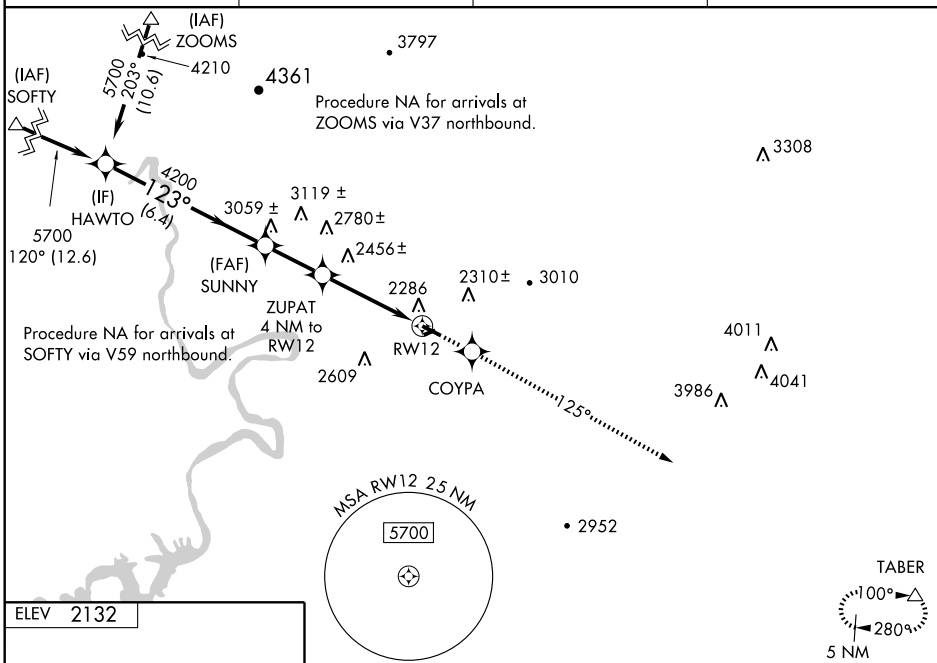 (IAF)
ZOOMS
4210
3797
(IAF)
SOFTY
5700
203°
(10.6)
4361
Procedure NA for arrivals at
ZOOMS via V37 northbound.
3308
4200
123°
(6.4)
(IF)
HAWTO
5700
120° (12.6)
3059 ±
3119 ±
2780±
2456±
(FAF)
SUNNY
ZUPAT
4 NM to
RW12
2286
2310±
3010
RW12
COYPA
Procedure NA for arrivals at
SOFTY via V59 northbound.
2609
4011
4041
3986
125°
MSA RW12 25 NM
5700
2952
TABER
100°
280°
5 NM
ELEV 2132